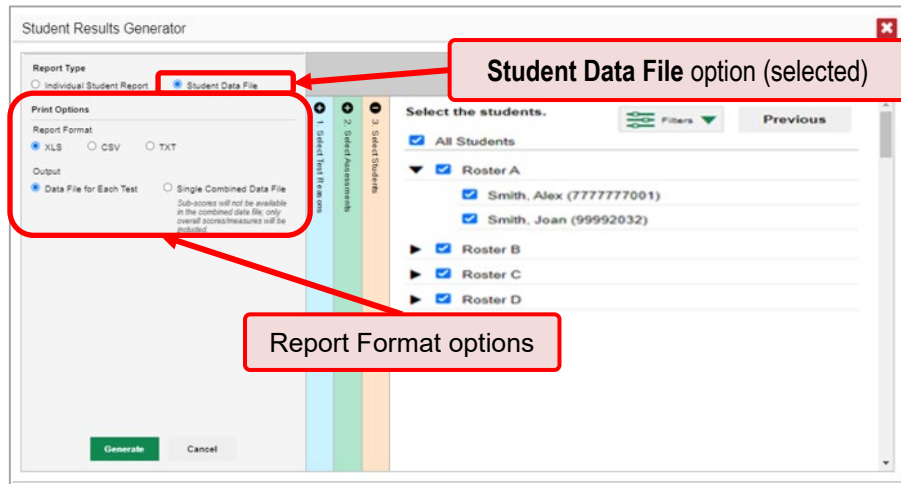 Student Results Generator
Report Type
Individual Student Report Student Data File
Student Data File option (selected)
Print Options
Report Format
XLS CSV TXT
Output
Data File for Each Test Single Combined Data File
Sub-scores will not be available
in the combined data file; only
overall scores/measures will be
included.
1. Select Test Reasons
2. Select Assessments
3. Select Students
Select the students.
Filters
Previous
All Students
Roster A
Smith, Alex (7777777001)
Smith, Joan (99992032)
Roster B
Roster C
Roster D
Report Format options
Generate Cancel